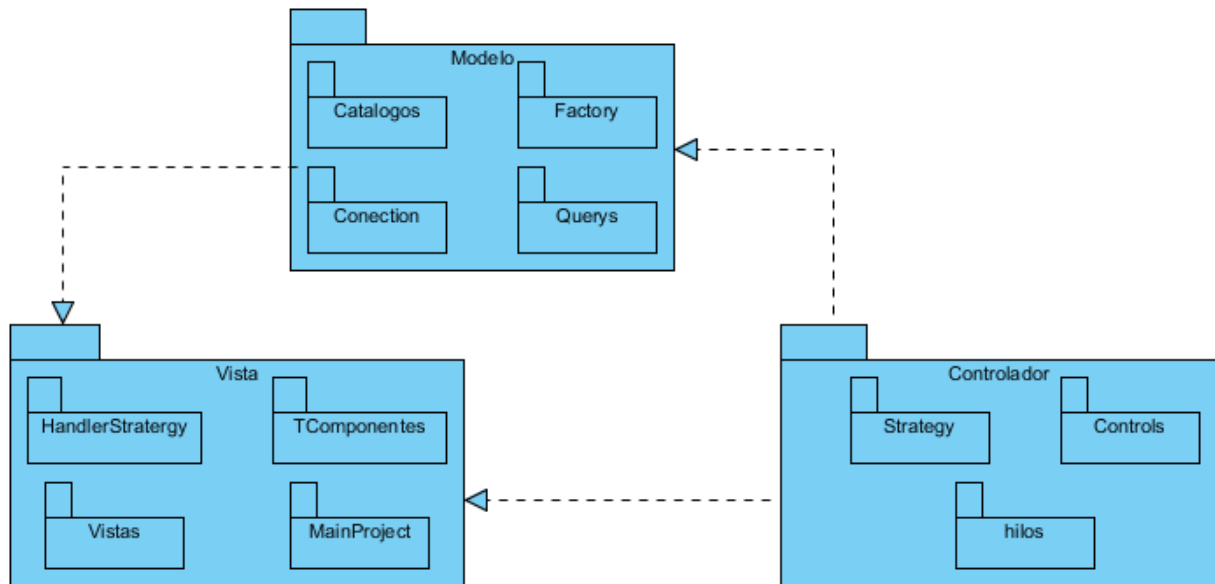 Modelo
Catalogos
Factory
Conection
Querys
Vista
HandlerStratergy
TComponentes
Vistas
MainProject
Controlador
Strategy
Controls
hilos